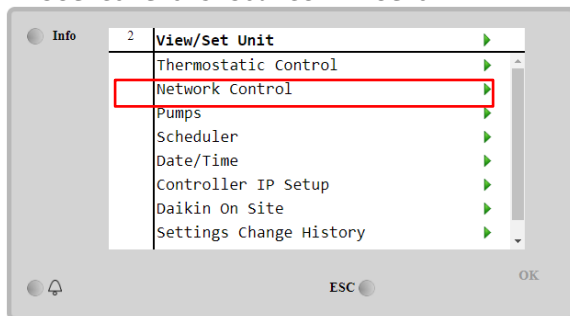 Info
2 View/Set Unit
Thermostatic Control
Network Control
Pumps
Scheduler
Date/Time
Controller IP Setup
Daikin On Site
Settings Change History
OK
ESC